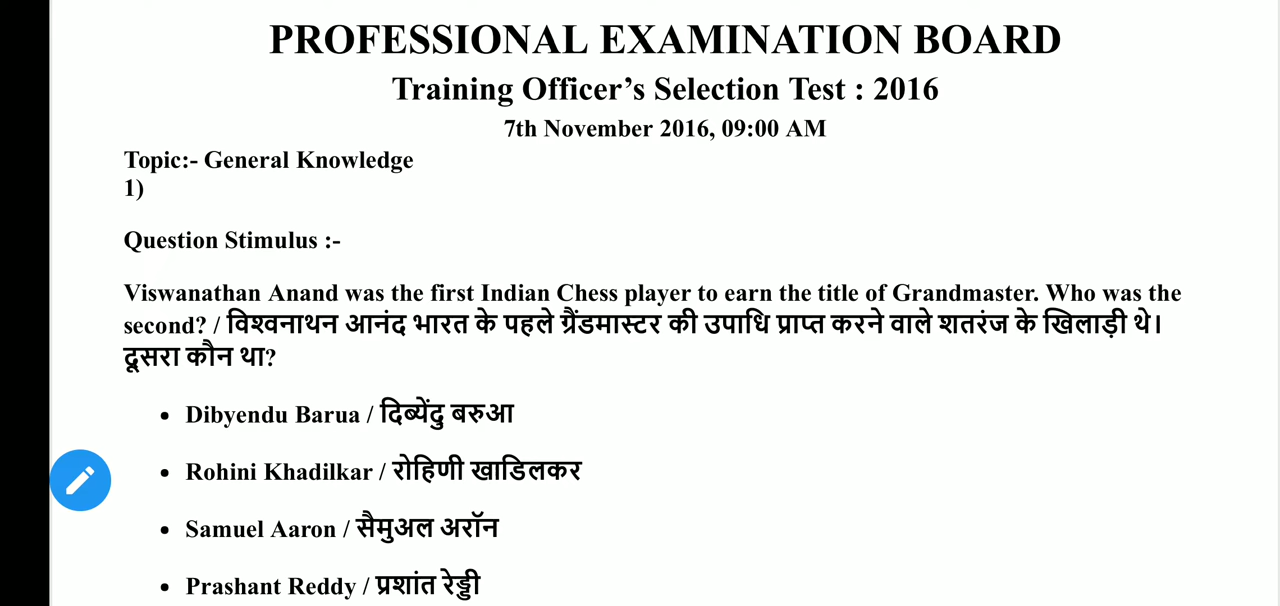 PROFESSIONAL EXAMINATION BOARD
Training Officer’s Selection Test : 2016
7th November 2016, 09:00 AM
Topic:- General Knowledge
1)
Question Stimulus :-
Viswanathan Anand was the first Indian Chess player to earn the title of Grandmaster. Who was the
second? / विश्वनाथन आनंद भारत के पहले ग्रैंडमास्टर की उपाधि प्राप्त करने वाले शतरंज के खिलाड़ी थे।
दूसरा कौन था?
• Dibyendu Barua / दिब्येंदु बरुआ
• Rohini Khadilkar / रोहिणी खाडिलकर
• Samuel Aaron / सैमुअल अरॉन
• Prashant Reddy / प्रशांत रेड्डी